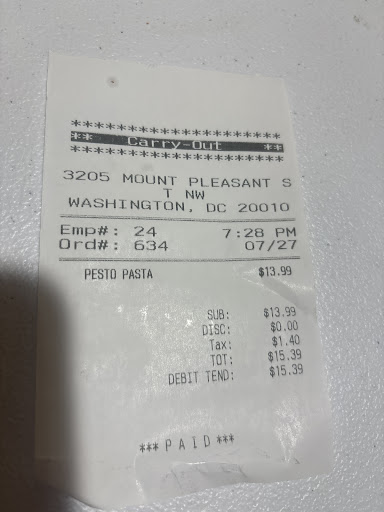 ********************
** Carry-Out **
********************
3205 MOUNT PLEASANT S
T NW
WASHINGTON, DC 20010
Emp#: 24 7:28 PM
Ord#: 634 07/27
PESTO PASTA $13.99
SUB: $13.99
DISC: $0.00
Tax: $1.40
TOT: $15.39
DEBIT TEND: $15.39
*** P A I D ***